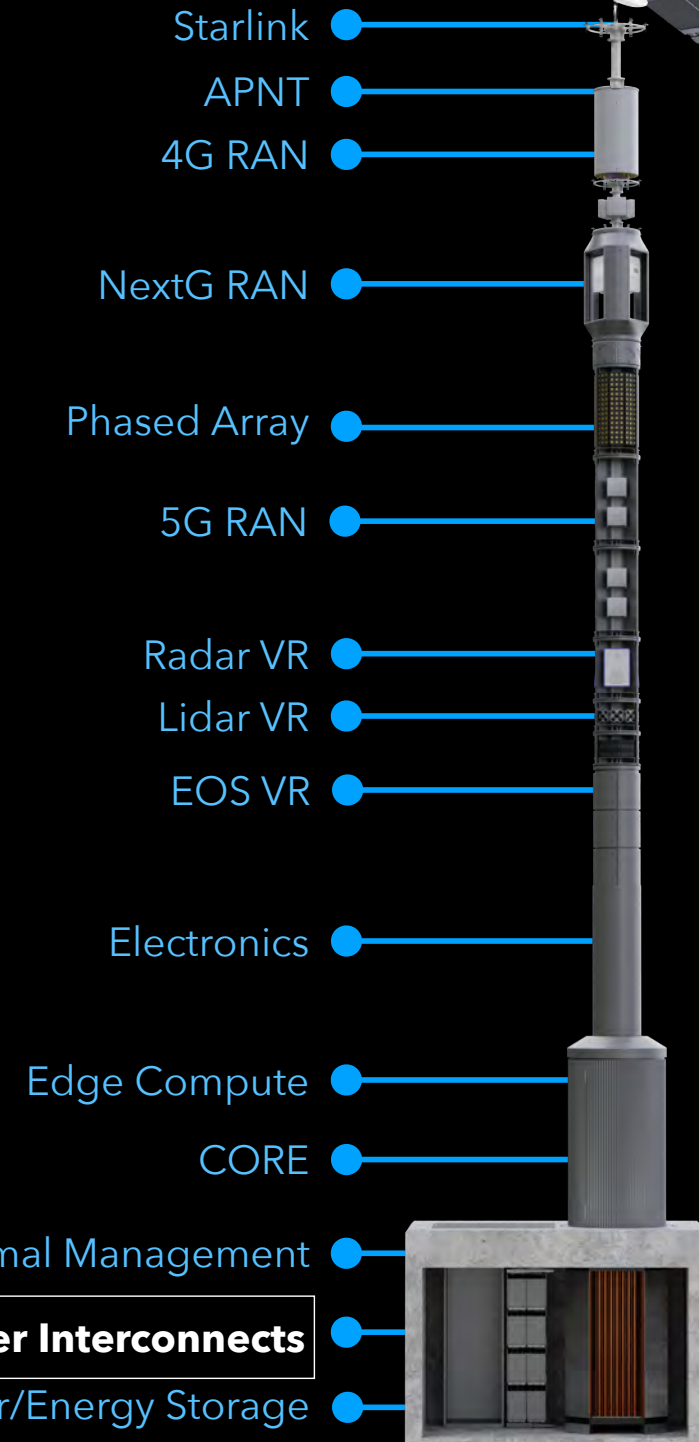 Starlink
APNT
4G RAN
NextG RAN
Phased Array
5G RAN
Radar VR
Lidar VR
EOS VR
Electronics
Edge Compute
CORE
mal Management
er Interconnects
r/Energy Storage